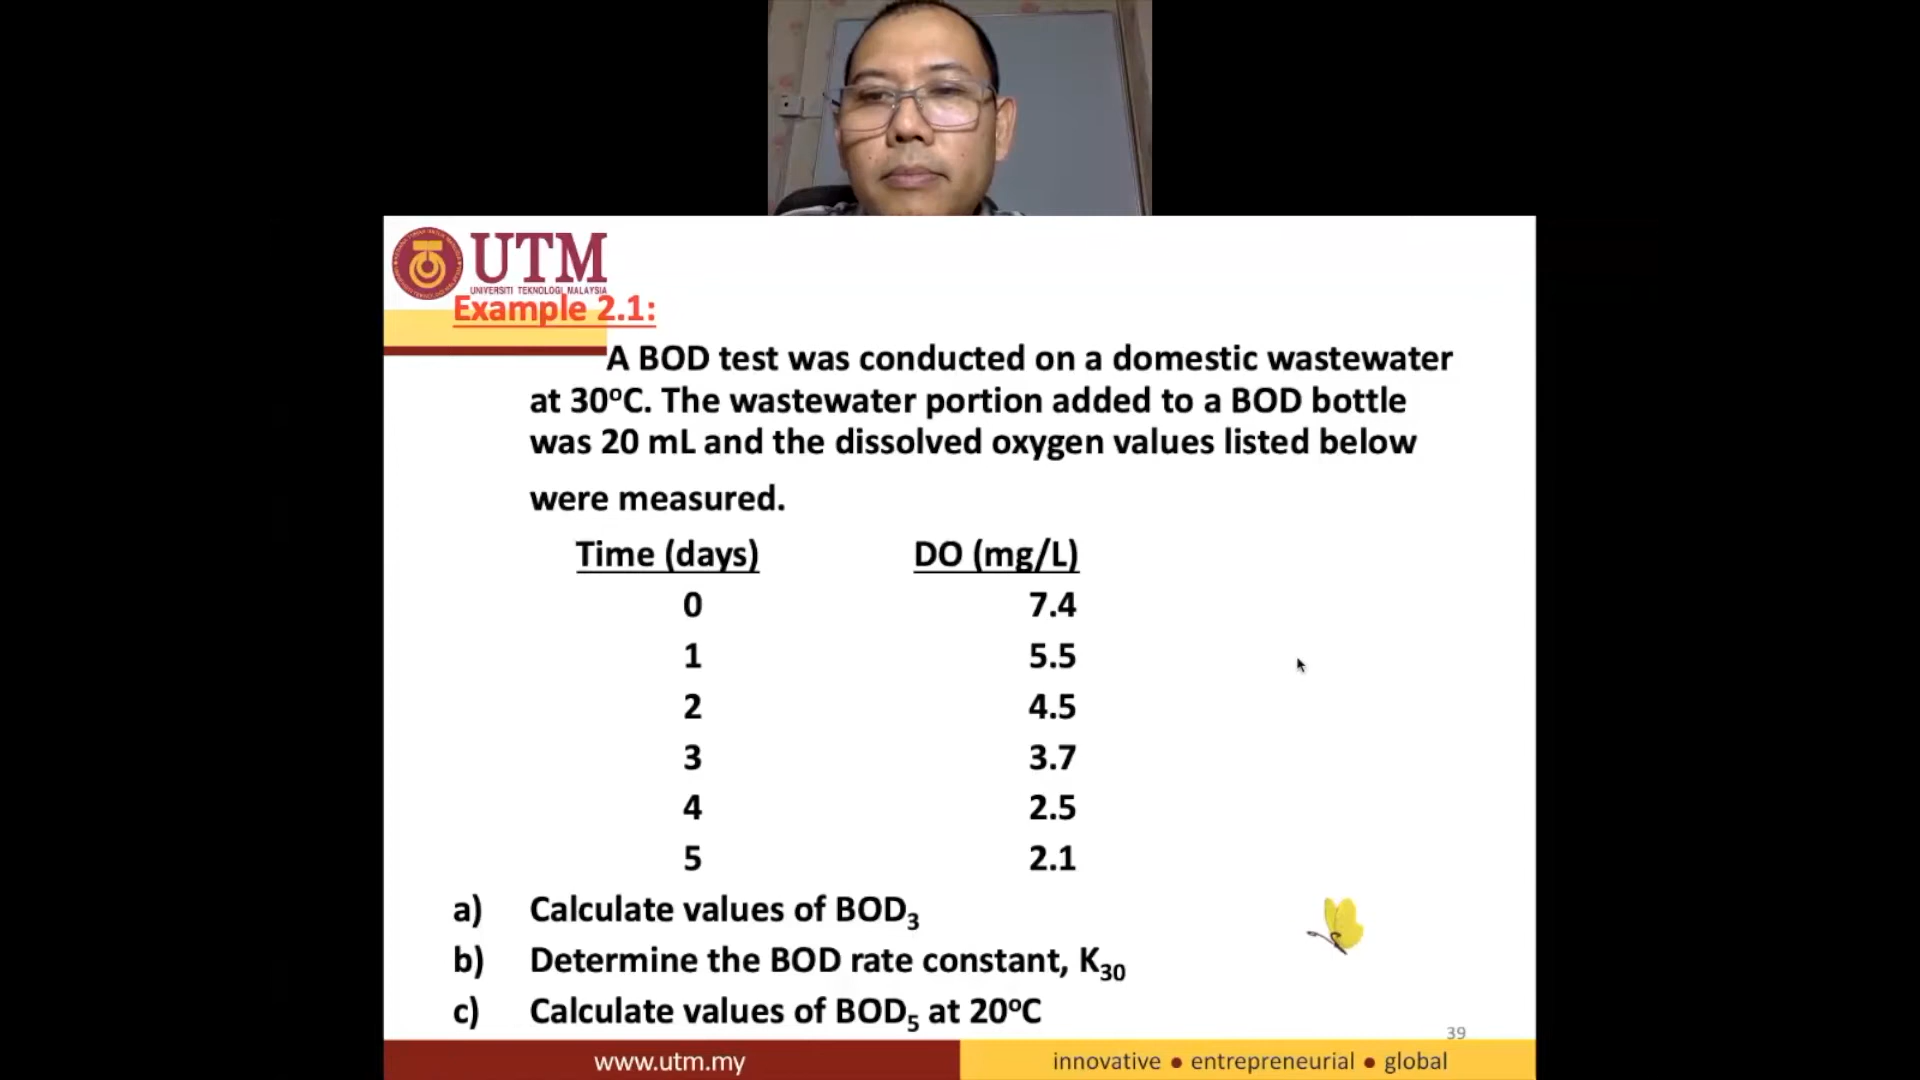 UTM
UNIVERSITI TEKNOLOGI MALAYSIA
Example 2.1:
A BOD test was conducted on a domestic wastewater
at 30°C. The wastewater portion added to a BOD bottle
was 20 mL and the dissolved oxygen values listed below
were measured.
Time (days) DO (mg/L)
0 7.4
1 5.5
2 4.5
3 3.7
4 2.5
5 2.1
a) Calculate values of BOD₃
b) Determine the BOD rate constant, K₃₀
c) Calculate values of BOD₅ at 20°C
39
www.utm.my
innovative ● entrepreneurial ● global